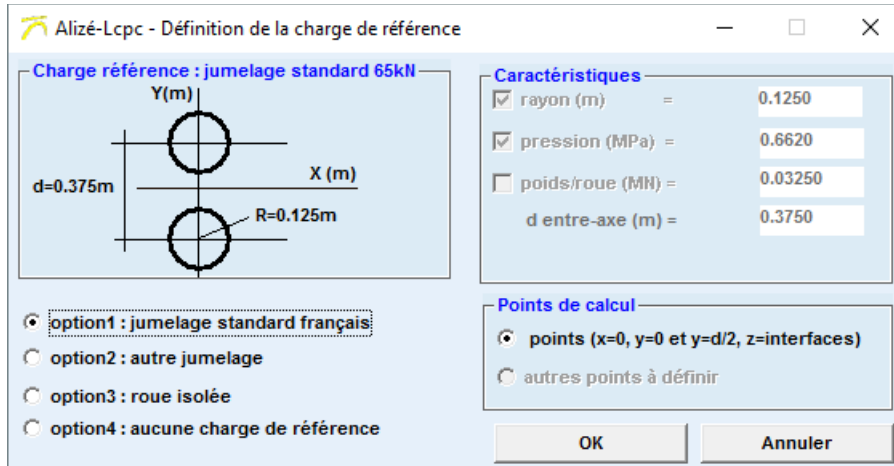 Alizé-Lcpc - Définition de la charge de référence
Charge référence : jumelage standard 65kN
Y(m)
X (m)
d=0.375m
R=0.125m
option1 : jumelage standard français
option2 : autre jumelage
option3 : roue isolée
option4 : aucune charge de référence
Caractéristiques
rayon (m) = 0.1250
pression (MPa) = 0.6620
poids/roue (MN) = 0.03250
d entre-axe (m) = 0.3750
Points de calcul
points (x=0, y=0 et y=d/2, z=interfaces)
autres points à définir
OK
Annuler